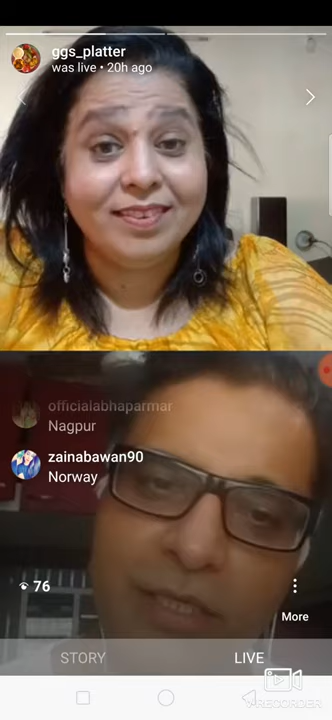 ggs_platter
was live • 20h ago
officialabhaparmar
Nagpur
zainabawan90
Norway
76
More
STORY
LIVE
RECORDER